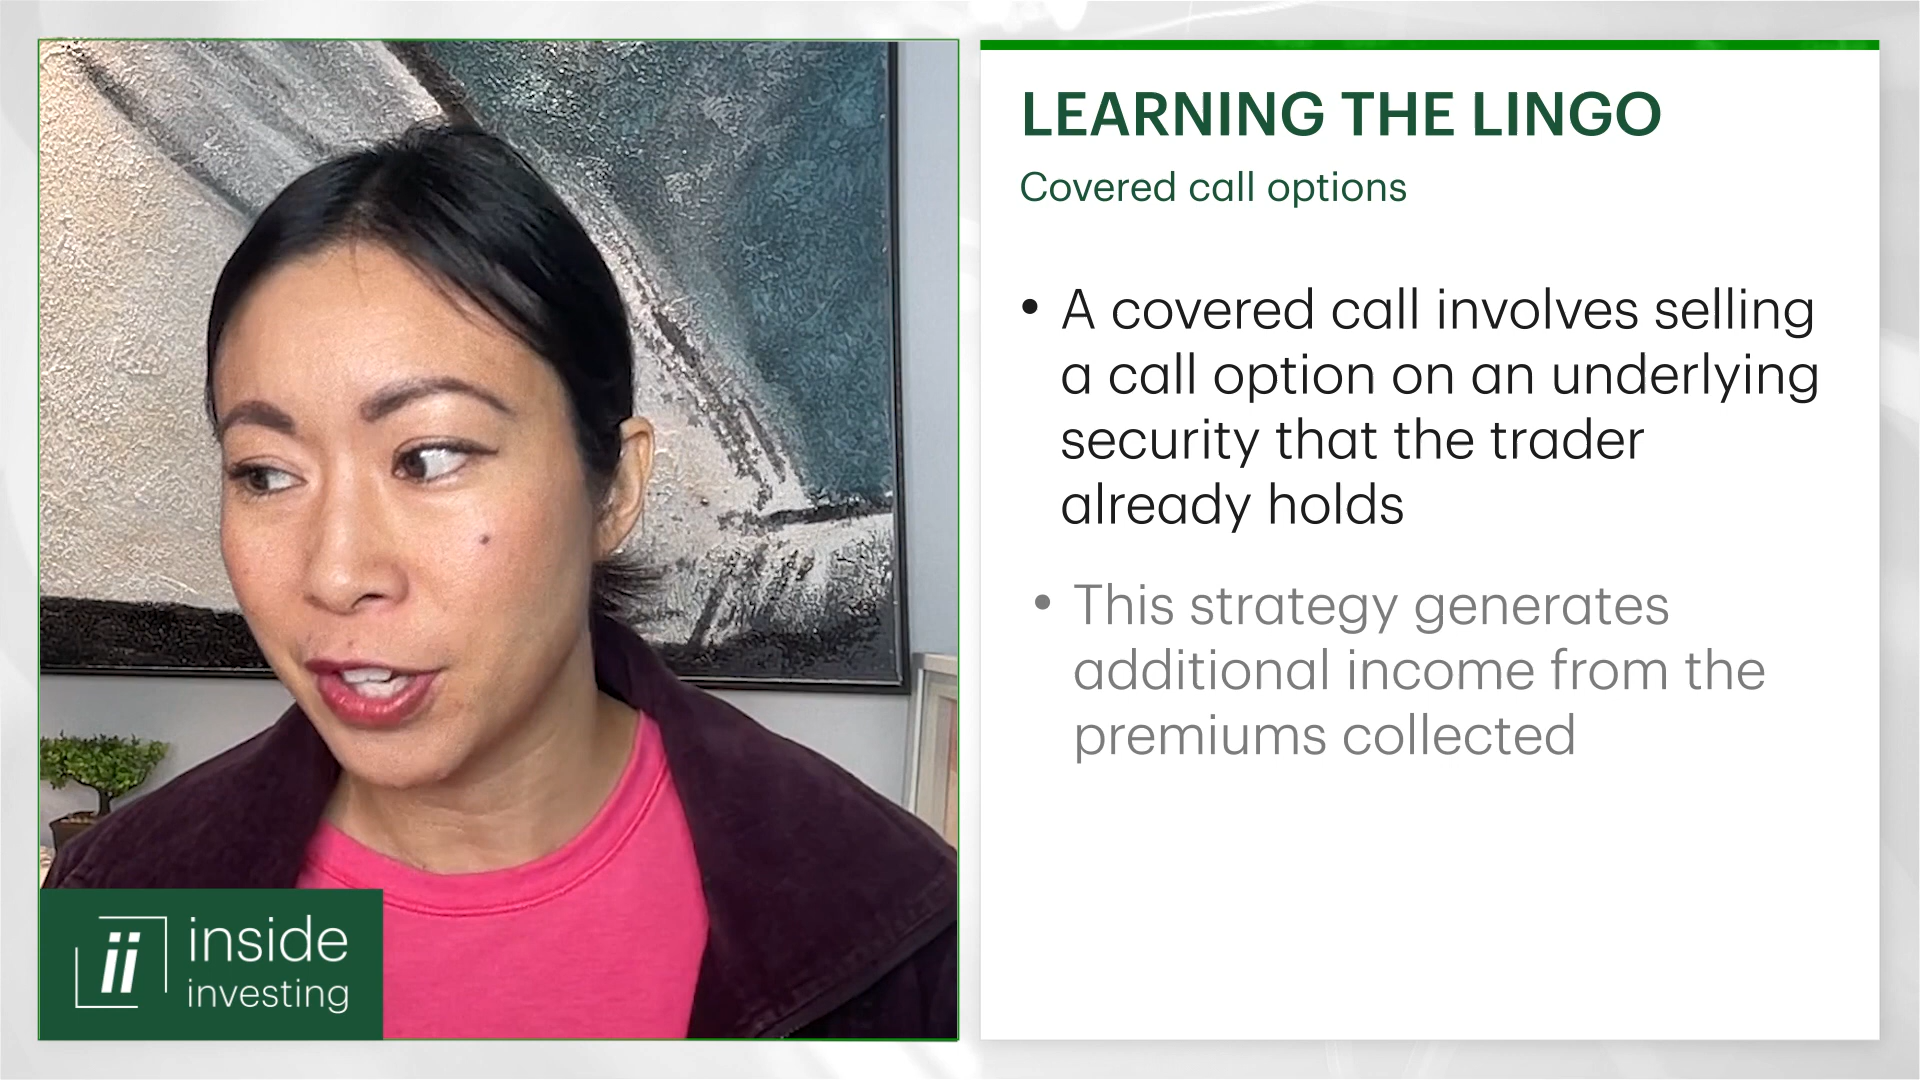 LEARNING THE LINGO
Covered call options
• A covered call involves selling
a call option on an underlying
security that the trader
already holds
• This strategy generates
additional income from the
premiums collected
ii inside
investing